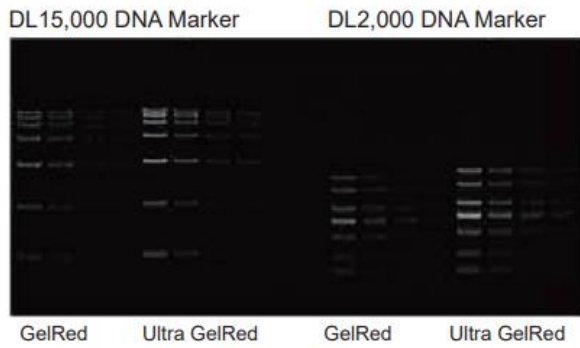 DL15,000 DNA Marker DL2,000 DNA Marker
GelRed Ultra GelRed GelRed Ultra GelRed